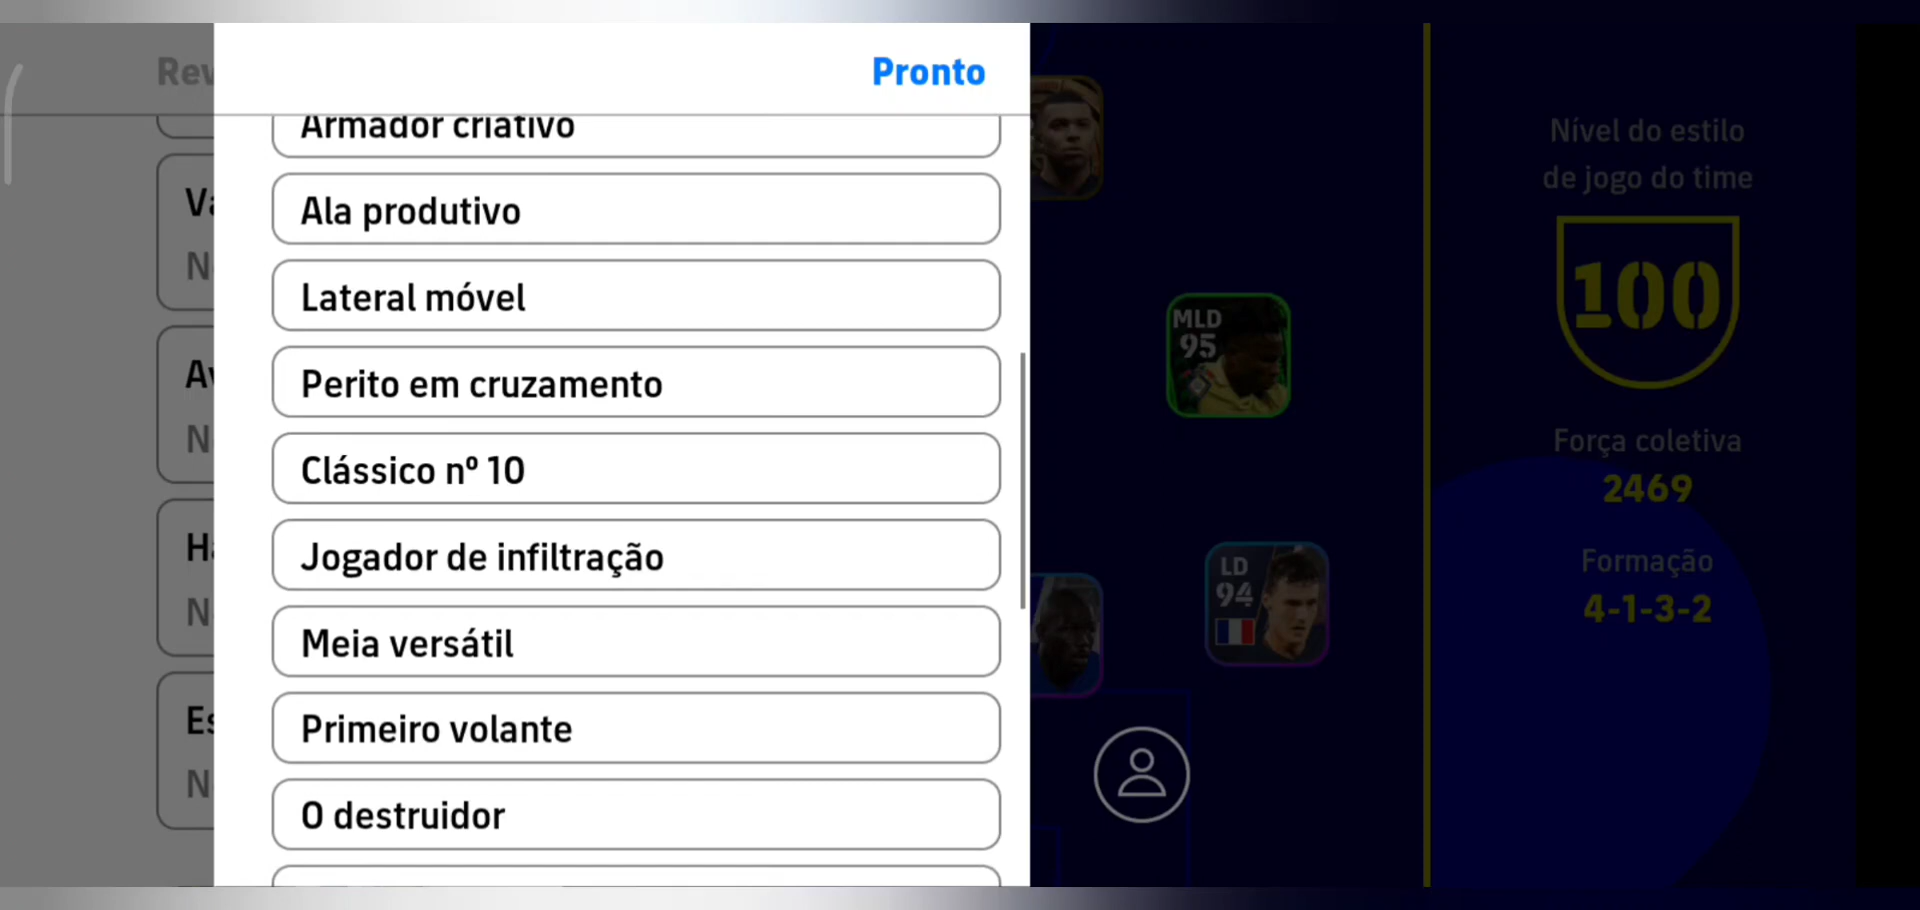 Pronto
Armador criativo
Ala produtivo
Lateral móvel
Perito em cruzamento
Clássico nº 10
Jogador de infiltração
Meia versátil
Primeiro volante
O destruidor
MLD
95
LD
94
Nível do estilo
de jogo do time
100
Força coletiva
2469
Formação
4-1-3-2